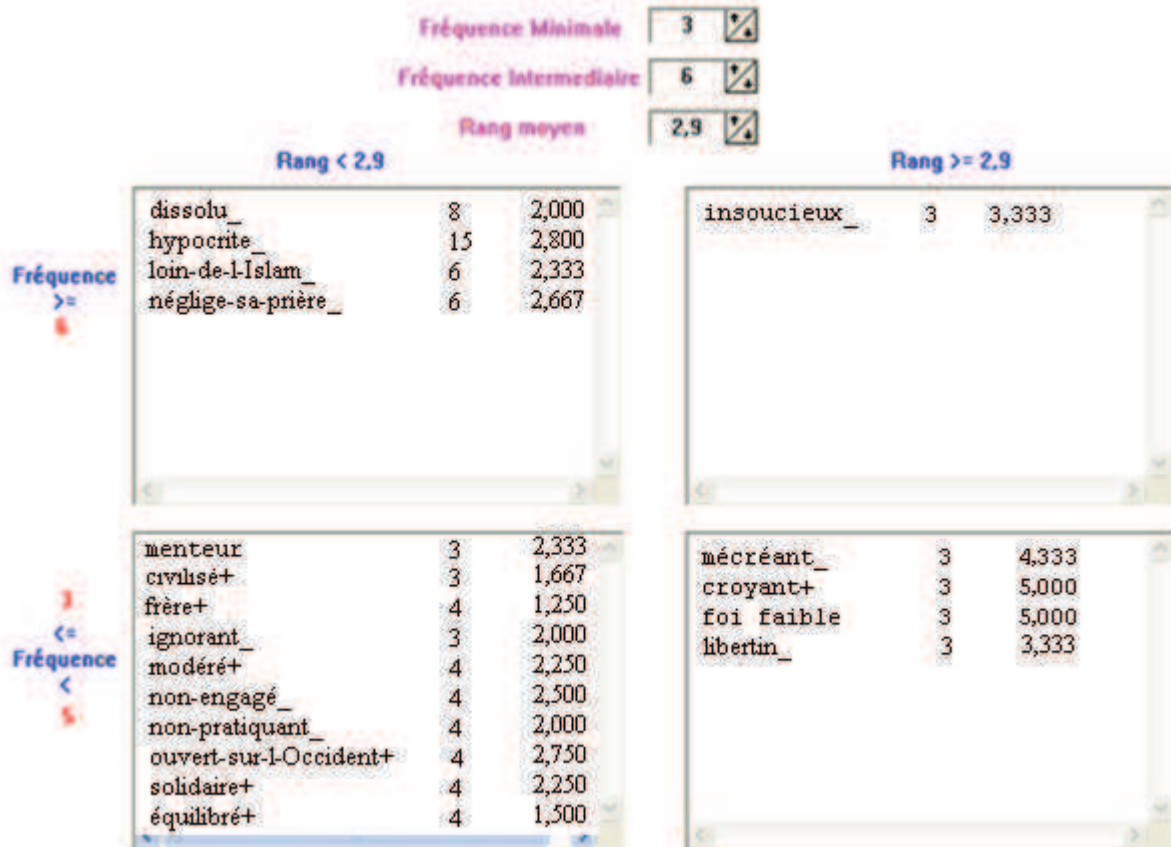 Fréquence Minimale 3
Fréquence Intermediaire 6
Rang moyen 2,9
Rang < 2,9
Rang >= 2,9
Fréquence
>=
6
dissolu_ 8 2,000
hypocrite_ 15 2,800
loin-de-l-Islam_ 6 2,333
néglige-sa-prière_ 6 2,667
insoucieux_ 3 3,333
3
<=
Fréquence
<
5
menteur 3 2,333
civilisé+ 3 1,667
frère+ 4 1,250
ignorant_ 3 2,000
modéré+ 4 2,250
non-engagé_ 4 2,500
non-pratiquant_ 4 2,000
ouvert-sur-l-Occident+ 4 2,750
solidaire+ 4 2,250
équilibré+ 4 1,500
mécréant_ 3 4,333
croyant+ 3 5,000
foi faible 3 5,000
libertin_ 3 3,333